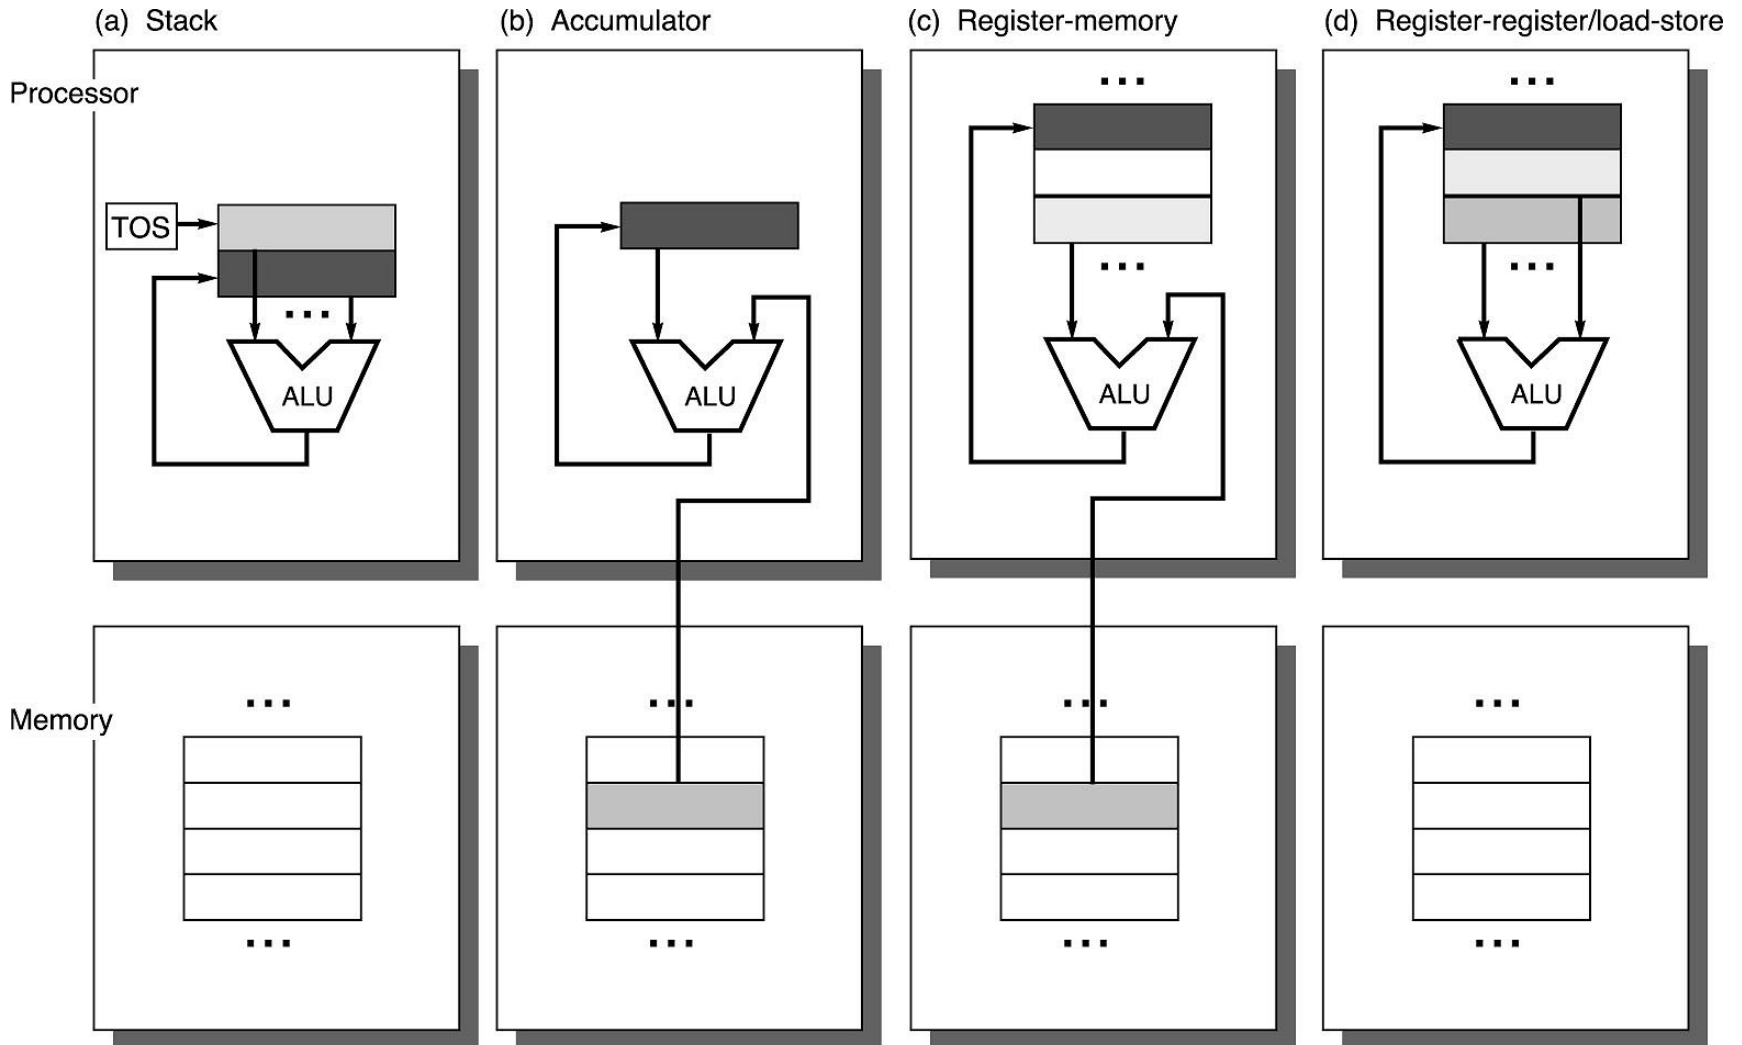 (a) Stack
(b) Accumulator
(c) Register-memory
(d) Register-register/load-store
Processor
...
...
TOS
...
...
...
ALU
ALU
ALU
ALU
Memory
...
...
...
...
...
...
...
...